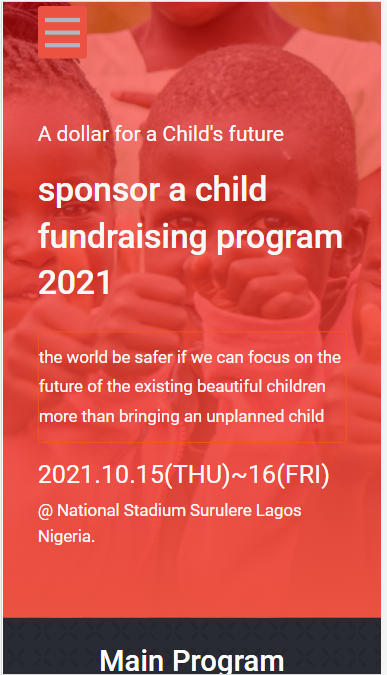 A dollar for a Child's future
sponsor a child
fundraising program
2021
the world be safer if we can focus on the
future of the existing beautiful children
more than bringing an unplanned child
2021.10.15(THU)~16(FRI)
@ National Stadium Surulere Lagos
Nigeria.
Main Program